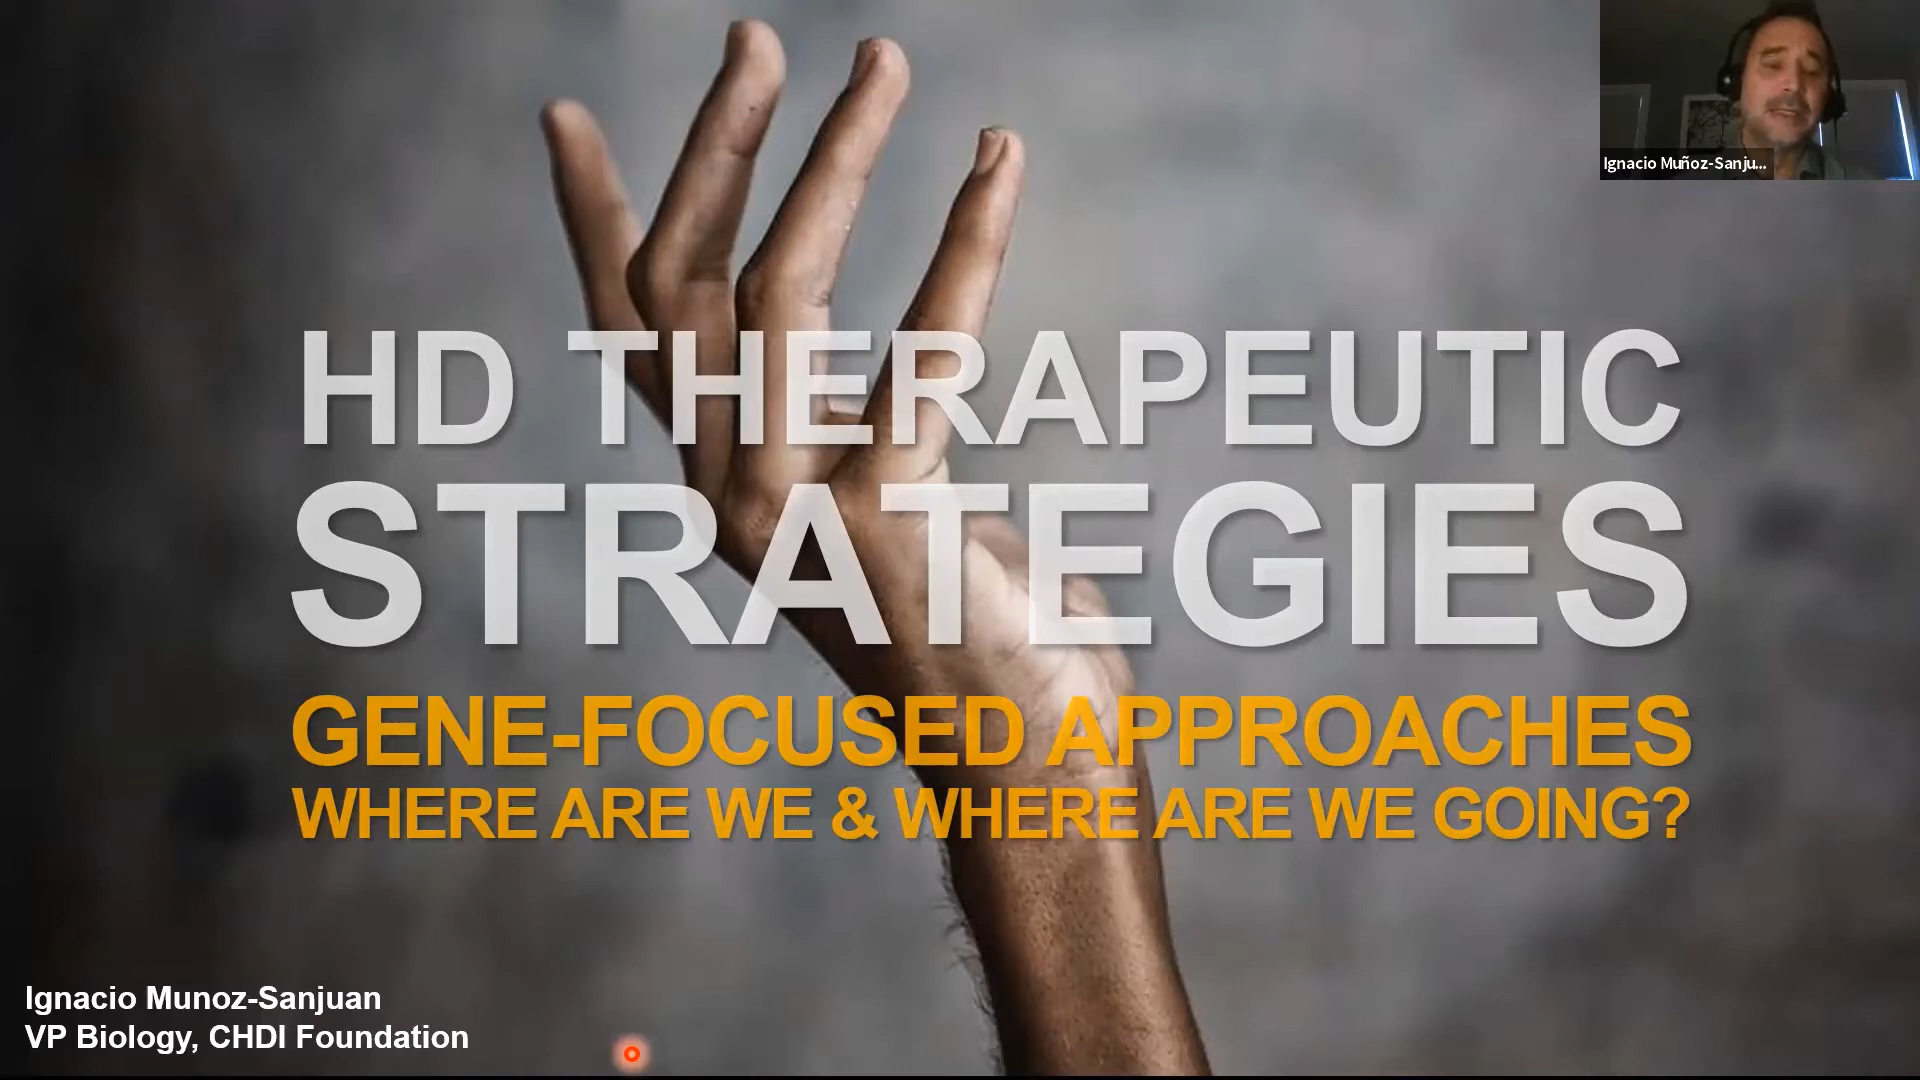 Ignacio Muñoz-Sanju...
HD THERAPEUTIC
STRATEGIES
GENE-FOCUSED APPROACHES
WHERE ARE WE & WHERE ARE WE GOING?
Ignacio Munoz-Sanjuan
VP Biology, CHDI Foundation